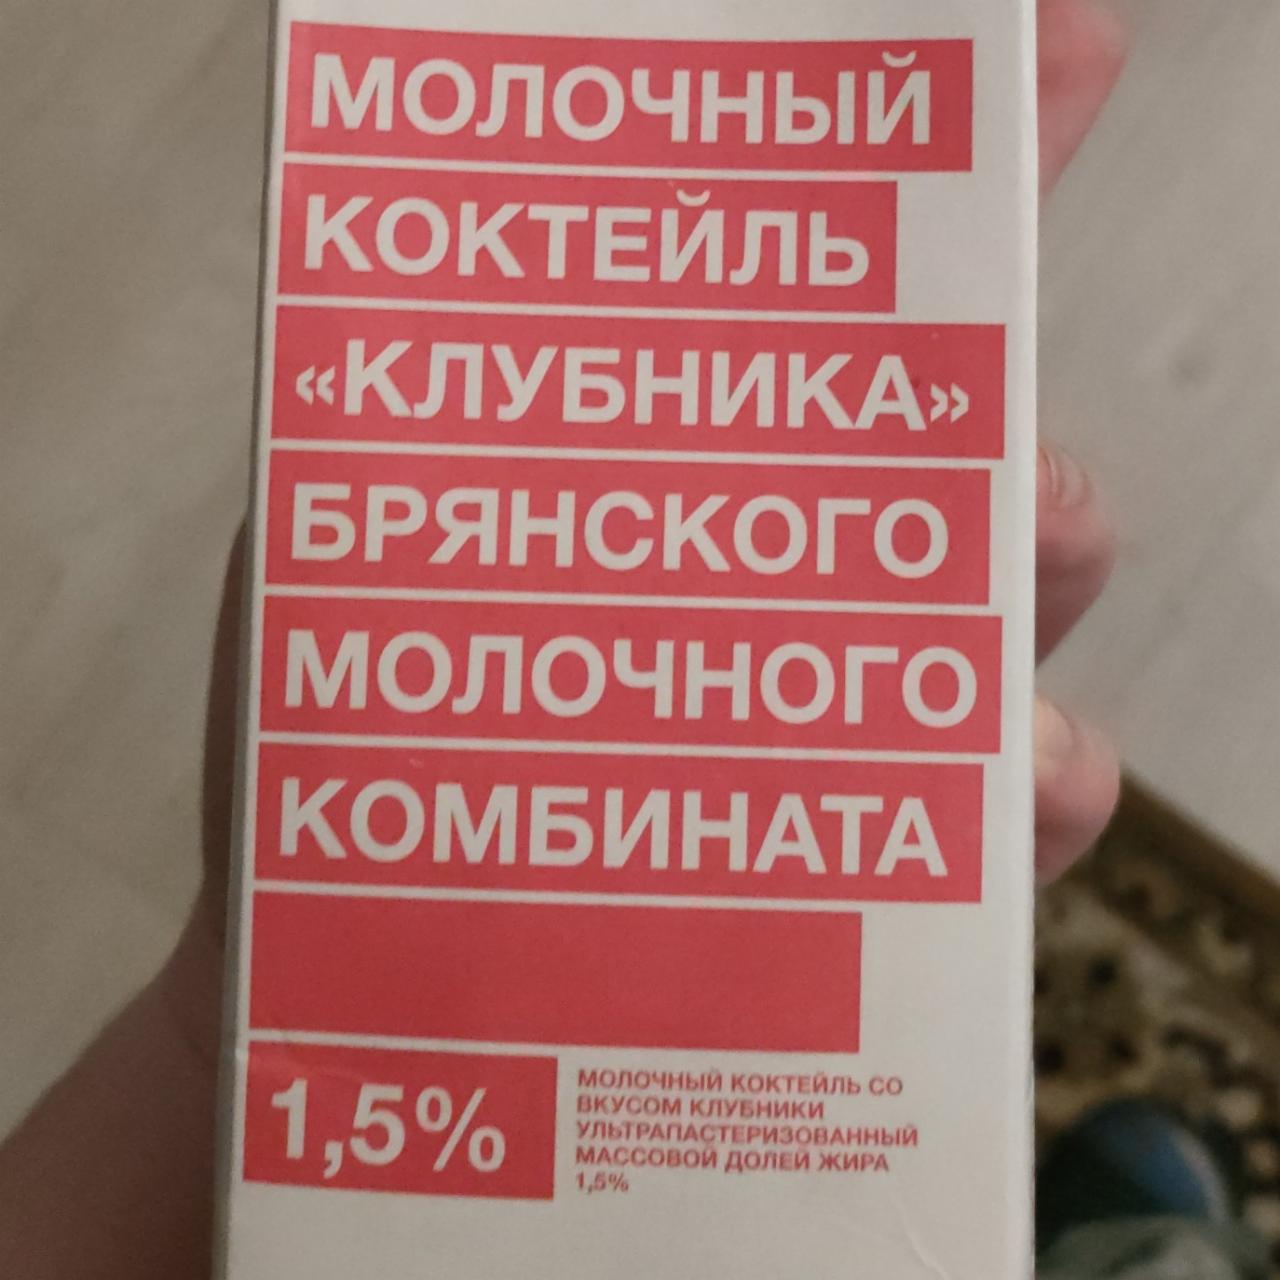 МОЛОЧНЫЙ
КОКТЕЙЛЬ
«КЛУБНИКА»
БРЯНСКОГО
МОЛОЧНОГО
КОМБИНАТА
1,5%
МОЛОЧНЫЙ КОКТЕЙЛЬ СО
ВКУСОМ КЛУБНИКИ
УЛЬТРАПАСТЕРИЗОВАННЫЙ
МАССОВОЙ ДОЛЕЙ ЖИРА
1,5%